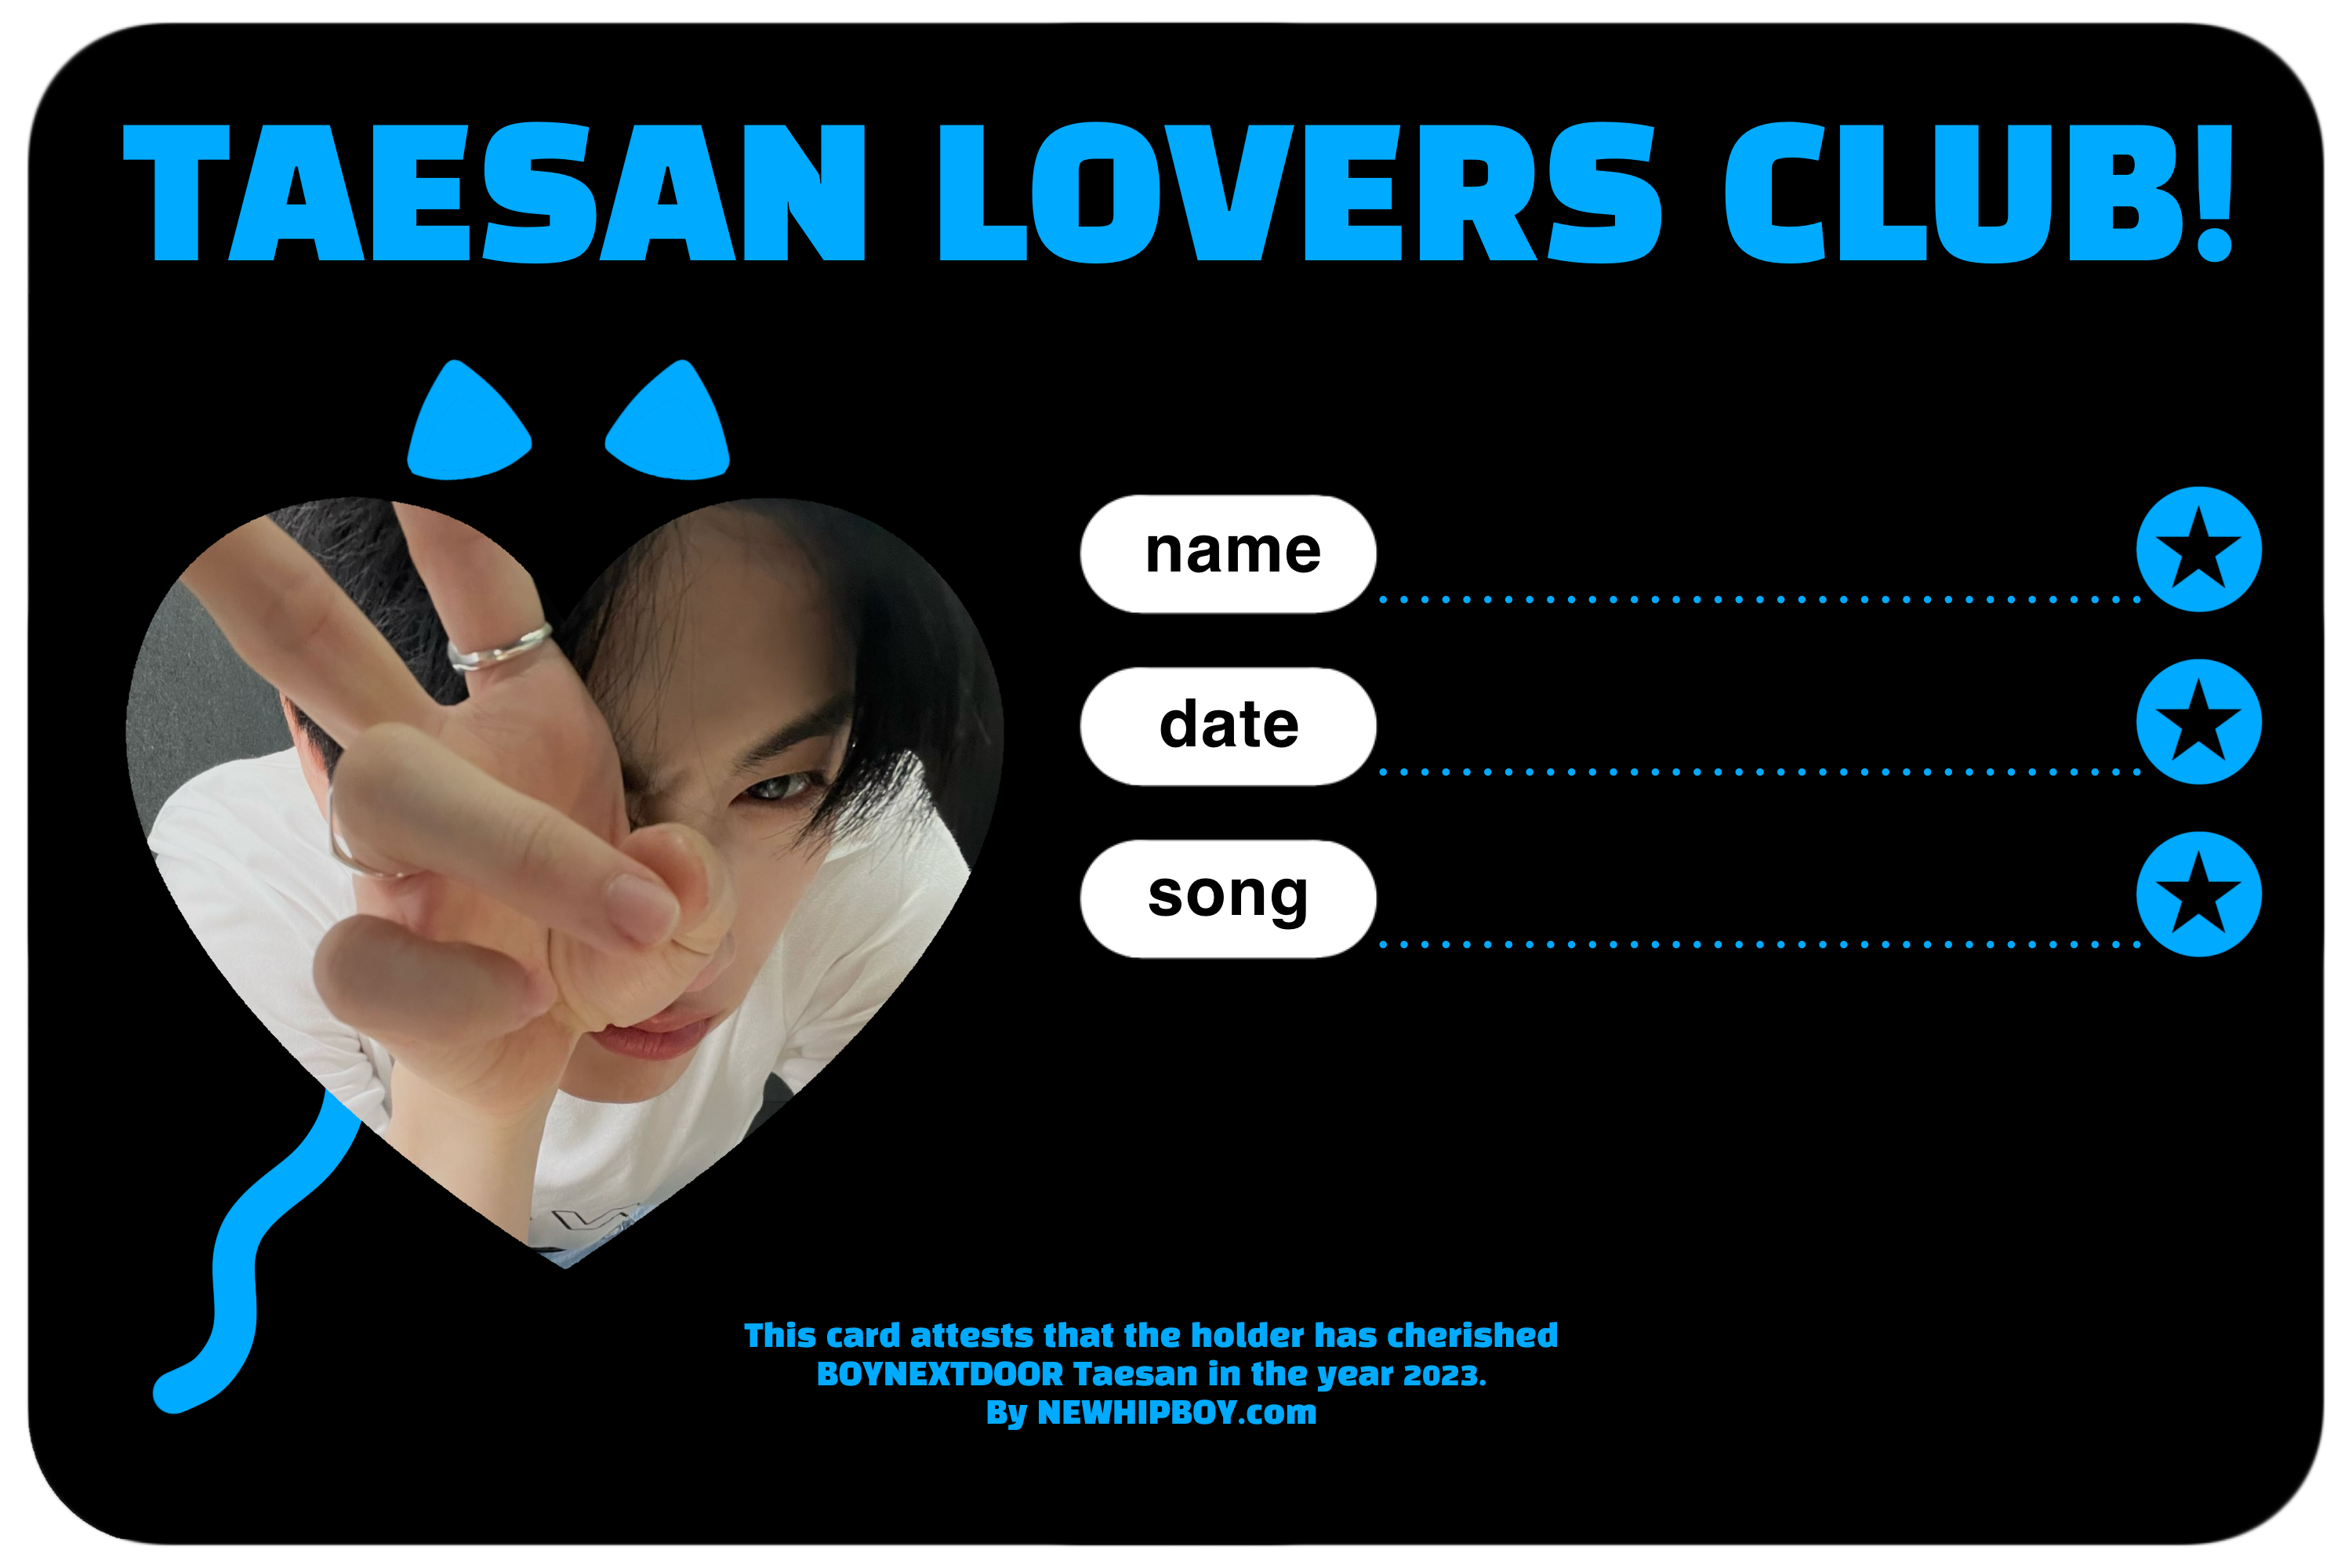 TAESAN LOVERS CLUB!
name
date
song
This card attests that the holder has cherished
BOYNEXTDOOR Taesan in the year 2023.
By NEWHIPBOY.com